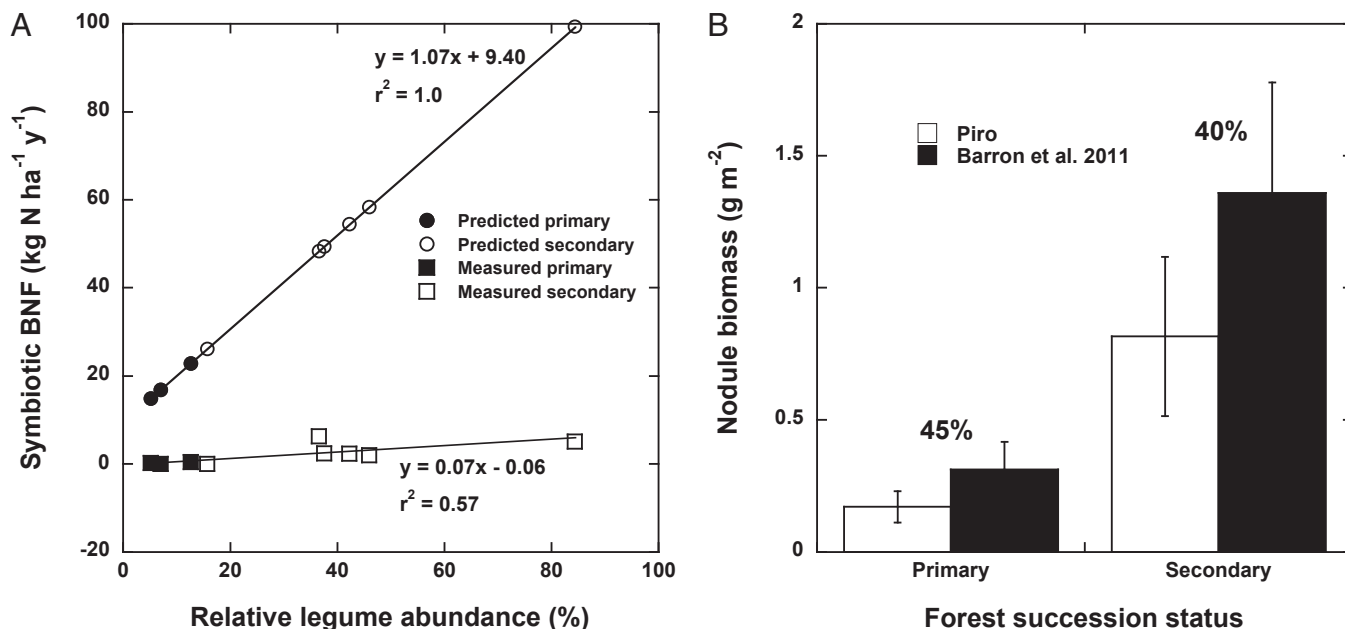 A
100
80
60
40
20
0
-20
Symbiotic BNF (kg N ha⁻¹ y⁻¹)
y = 1.07x + 9.40
r² = 1.0
Predicted primary
Predicted secondary
Measured primary
Measured secondary
y = 0.07x - 0.06
r² = 0.57
0 20 40 60 80 100
Relative legume abundance (%)
B
2
1.5
1
0.5
0
Nodule biomass (g m⁻²)
Piro
Barron et al. 2011
40%
45%
Primary Secondary
Forest succession status